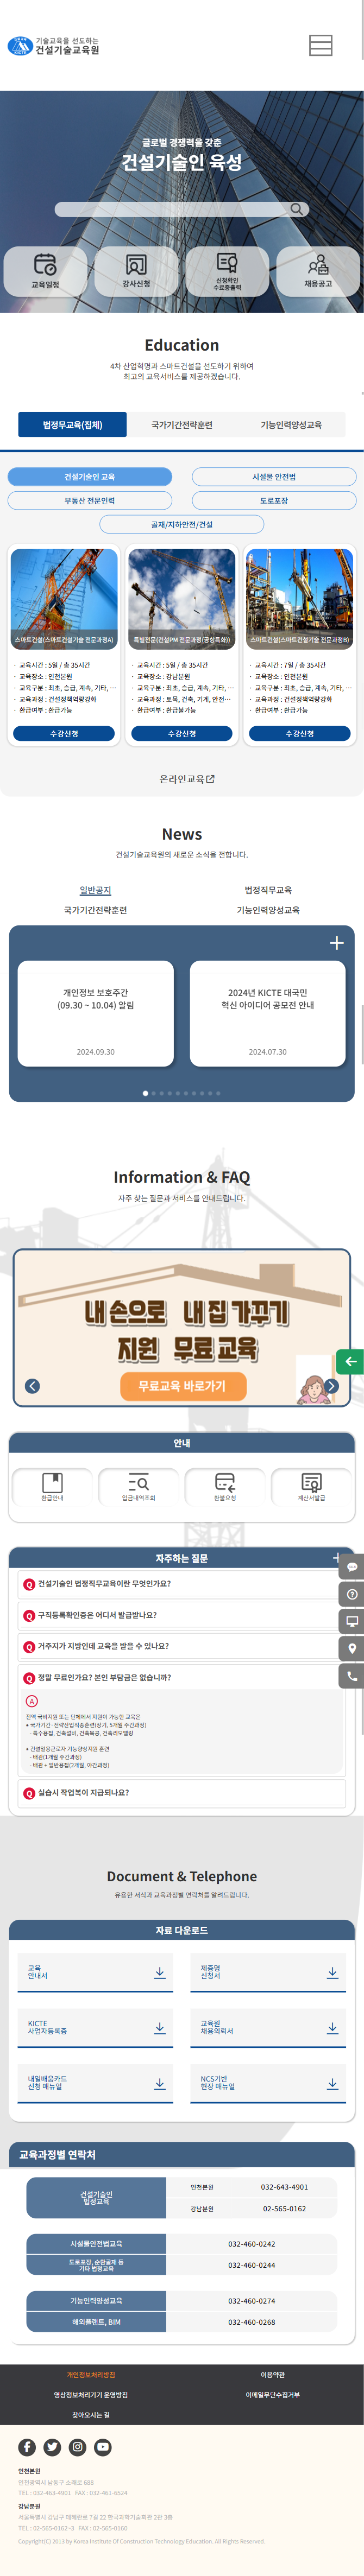 기술교육을 선도하는
건설기술교육원
글로벌 경쟁력을 갖춘
건설기술인 육성
교육일정
강사신청
신청확인
수료증출력
채용공고
Education
4차 산업혁명과 스마트건설을 선도하기 위하여
최고의 교육서비스를 제공하겠습니다.
법정무교육(집체)
국가기간전략훈련
기능인력양성교육
건설기술인 교육
시설물 안전법
부동산 전문인력
도로포장
골재/지하안전/건설
스마트건설(스마트건설기술 전문과정A)
· 교육시간 : 5일 / 총 35시간
· 교육장소 : 인천본원
· 교육구분 : 최초, 승급, 계속, 기타, ···
· 교육과정 : 건설정책역량강화
· 환급여부 : 환급가능
수강신청
특별전문(건설PM 전문과정(공항특화))
· 교육시간 : 5일 / 총 35시간
· 교육장소 : 강남분원
· 교육구분 : 최초, 승급, 계속, 기타, ···
· 교육과정 : 토목, 건축, 기계, 안전···
· 환급여부 : 환급불가능
수강신청
스마트건설(스마트건설기술 전문과정B)
· 교육시간 : 7일 / 총 35시간
· 교육장소 : 인천본원
· 교육구분 : 최초, 승급, 계속, 기타, ···
· 교육과정 : 건설정책역량강화
· 환급여부 : 환급가능
수강신청
온라인교육
News
건설기술교육원의 새로운 소식을 전합니다.
일반공지
법정직무교육
국가기간전략훈련
기능인력양성교육
개인정보 보호주간
(09.30 ~ 10.04) 알림
2024.09.30
2024년 KICTE 대국민
혁신 아이디어 공모전 안내
2024.07.30
Information & FAQ
자주 찾는 질문과 서비스를 안내드립니다.
내 손으로 내 집 가꾸기
지원 무료 교육
무료교육 바로가기
안내
환급안내
입금내역조회
환불요청
계산서발급
자주하는 질문
Q 건설기술인 법정직무교육이란 무엇인가요?
Q 구직등록확인증은 어디서 발급받나요?
Q 거주지가 지방인데 교육을 받을 수 있나요?
Q 정말 무료인가요? 본인 부담금은 없습니까?
A
전액 국비지원 또는 단체에서 지원이 가능한 교육은
• 국가기간·전략산업직종훈련(장기, 5개월 주간과정)
- 특수용접, 건축설비, 건축목공, 건축리모델링
• 건설일용근로자 기능향상지원 훈련
- 배관(1개월 주간과정)
- 배관 + 일반용접(2개월, 야간과정)
Q 실습시 작업복이 지급되나요?
Document & Telephone
유용한 서식과 교육과정별 연락처를 알려드립니다.
자료 다운로드
교육
안내서
제증명
신청서
KICTE
사업자등록증
교육원
채용의뢰서
내일배움카드
신청 매뉴얼
NCS기반
현장 매뉴얼
교육과정별 연락처
건설기술인
법정교육
인천본원 032-643-4901
강남분원 02-565-0162
시설물안전법교육 032-460-0242
도로포장, 순환골재 등
기타 법정교육
032-460-0244
기능인력양성교육 032-460-0274
해외플랜트, BIM 032-460-0268
개인정보처리방침
이용약관
영상정보처리기기 운영방침
이메일무단수집거부
찾아오시는 길
인천본원
인천광역시 남동구 소래로 688
TEL : 032-463-4901 FAX : 032-461-6524
강남분원
서울특별시 강남구 테헤란로 7길 22 한국과학기술회관 2관 3층
TEL : 02-565-0162~3 FAX : 02-565-0160
Copyright(C) 2013 by Korea Institute Of Construction Technology Education. All Rights Reserved.